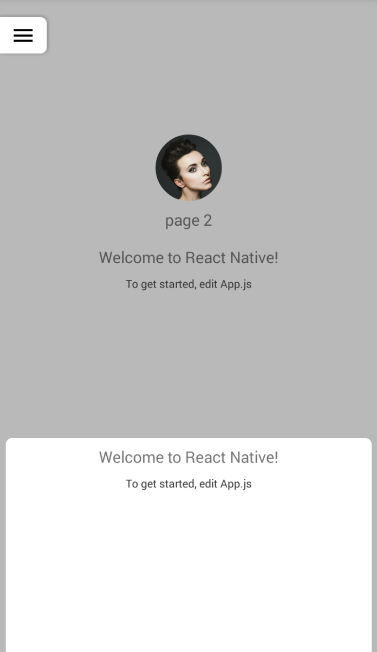 page 2
Welcome to React Native!
To get started, edit App.js
Welcome to React Native!
To get started, edit App.js